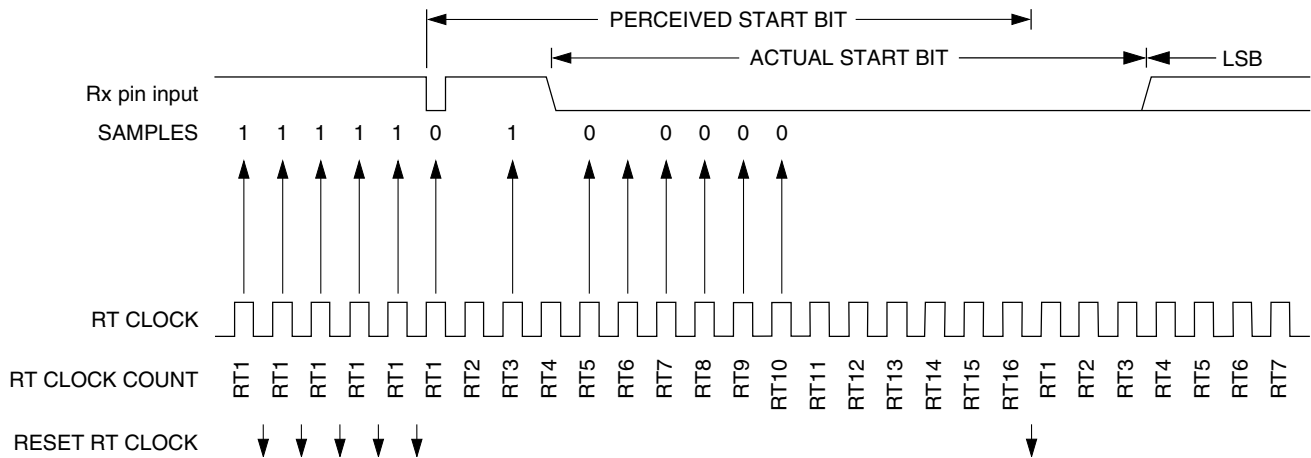 PERCEIVED START BIT
ACTUAL START BIT LSB
Rx pin input
SAMPLES 1 1 1 1 1 0 1 0 0 0 0 0
RT CLOCK
RT CLOCK COUNT RT1 RT1 RT1 RT1 RT1 RT1 RT2 RT3 RT4 RT5 RT6 RT7 RT8 RT9 RT10 RT11 RT12 RT13 RT14 RT15 RT16 RT1 RT2 RT3 RT4 RT5 RT6 RT7
RESET RT CLOCK